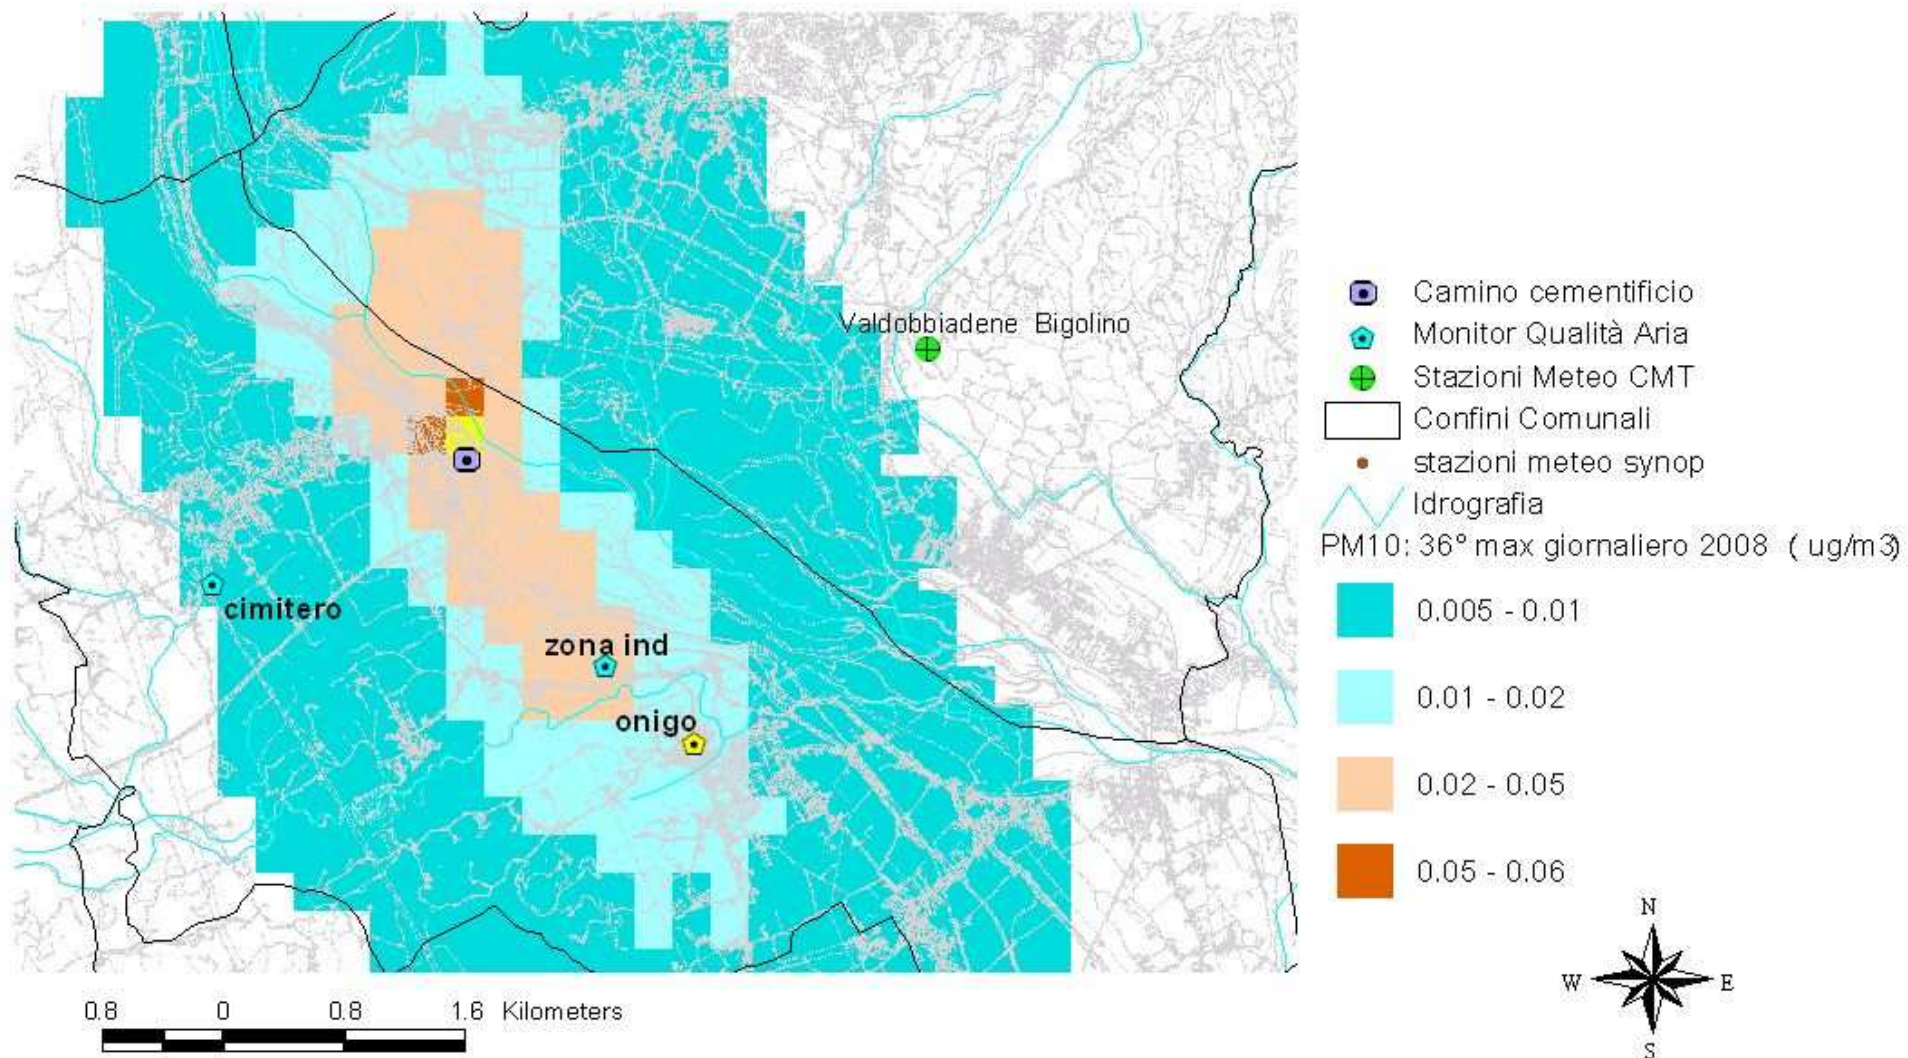 Valdobbiadene Bigolino
cimitero
zona ind
onigo
0.8 0 0.8 1.6 Kilometers
Camino cementificio
Monitor Qualità Aria
Stazioni Meteo CMT
Confini Comunali
stazioni meteo synop
Idrografia
PM10: 36° max giornaliero 2008 ( ug/m3)
0.005 - 0.01
0.01 - 0.02
0.02 - 0.05
0.05 - 0.06
N
W E
S